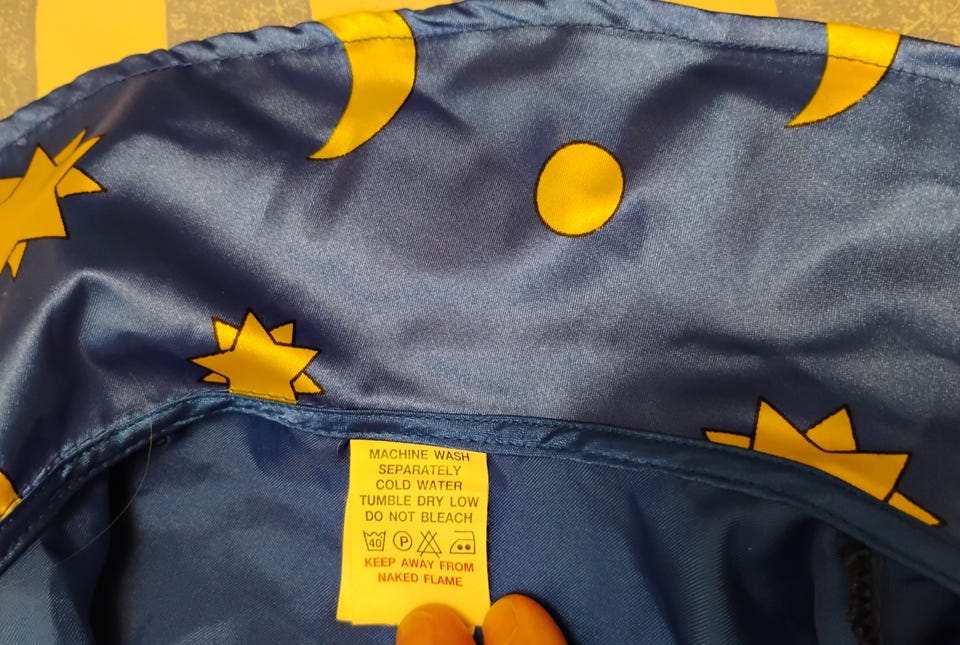 MACHINE WASH
SEPARATELY
COLD WATER
TUMBLE DRY LOW
DO NOT BLEACH
40 P
KEEP AWAY FROM
NAKED FLAME